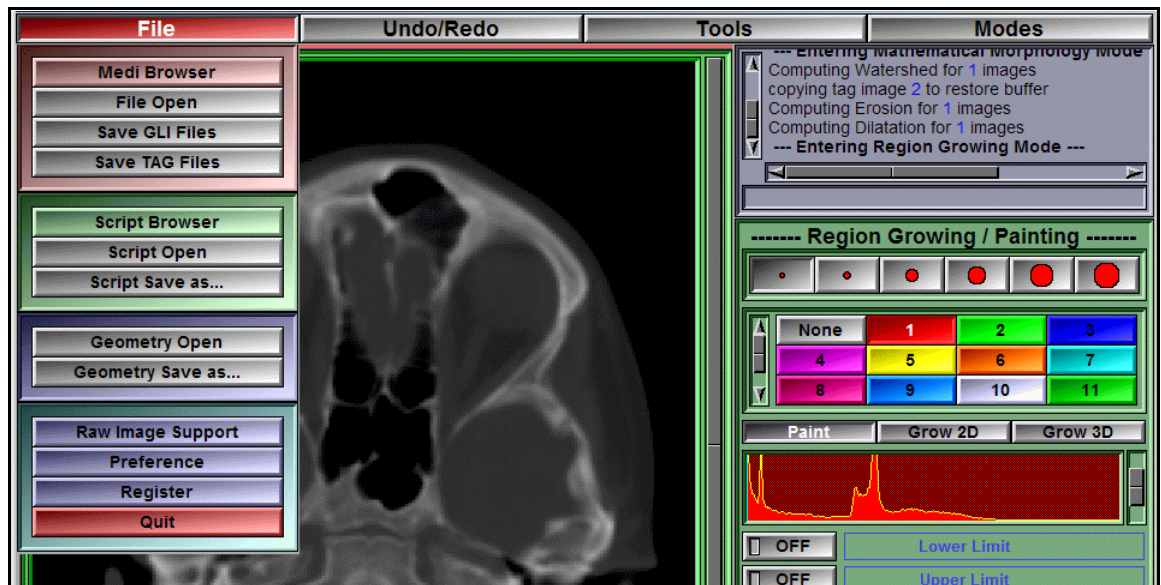 File
Undo/Redo
Tools
Modes
Medi Browser
File Open
Save GLI Files
Save TAG Files
Script Browser
Script Open
Script Save as...
Geometry Open
Geometry Save as...
Raw Image Support
Preference
Register
Quit
--- Entering Mathematical Morphology Mode
Computing Watershed for 1 images
copying tag image 2 to restore buffer
Computing Erosion for 1 images
Computing Dilatation for 1 images
--- Entering Region Growing Mode ---
------- Region Growing / Painting -------
None 1 2 3
4 5 6 7
8 9 10 11
Paint Grow 2D Grow 3D
OFF Lower Limit
OFF Upper Limit